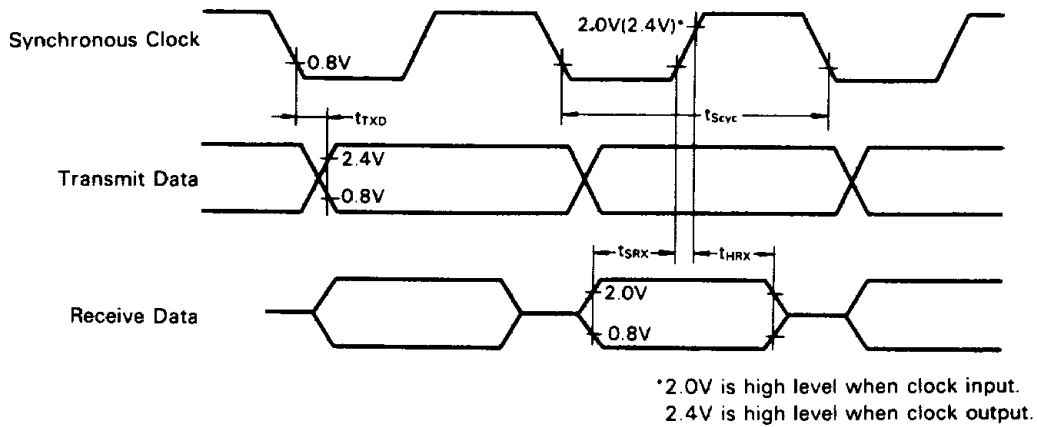 Synchronous Clock
2.0V(2.4V)*
0.8V
tScyc
tTXD
Transmit Data
2.4V
0.8V
tSRX
tHRX
Receive Data
2.0V
0.8V
*2.0V is high level when clock input.
2.4V is high level when clock output.